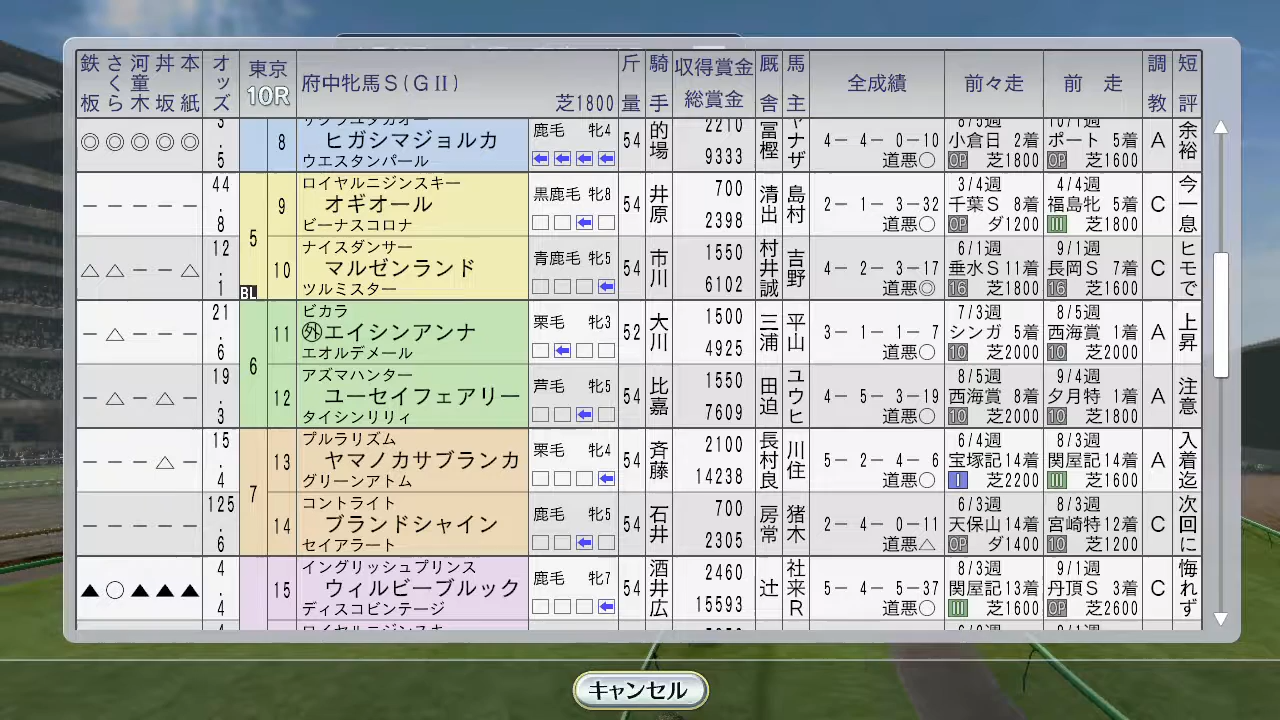 鉄板 さくら 河童木 丼坂 本紙 オッズ 東京 10R 府中牝馬S(GⅡ) 芝1800 斤量 騎手 収得賞金 総賞金 厩舎 馬主 全成績 前々走 前 走 調教 短評
◎◎◎◎◎ 3.5 8 ヒガシマジョルカ ウエスタンパール 鹿毛 牝4 54 的場 2210 9333 冨樫 ヤナザ 4- 4- 0-10 道悪○ 小倉日 2着 OP 芝1800 ポート 5着 OP 芝1600 A 余裕
----- 44.8 5 9 ロイヤルニジンスキー オギオール ビーナスコロナ 黒鹿毛 牝8 54 井原 700 2398 清出 島村 2- 1- 3-32 道悪○ 3/4週 千葉S 8着 OP ダ1200 4/4週 福島牝 5着 Ⅲ 芝1800 C 今一息
△△--△ 12.1 BL 10 ナイスダンサー マルゼンランド ツルミスター 青鹿毛 牝5 54 市川 1550 6102 村井誠 吉野 4- 2- 3-17 道悪◎ 6/1週 垂水S 11着 16 芝1800 9/1週 長岡S 7着 16 芝1600 C ヒモで
-△--- 21.6 6 11 ビカラ 外エイシンアンナ エオルデメール 栗毛 牝3 52 大川 1500 4925 三浦 平山 3- 1- 1- 7 道悪○ 7/3週 シンガ 5着 10 芝2000 8/5週 西海賞 1着 10 芝2000 A 上昇
-△-△- 19.3 12 アズマハンター ユーセイフェアリー タイシンリリィ 芦毛 牝5 54 比嘉 1550 7609 田迫 ユウヒ 4- 5- 3-19 道悪○ 8/5週 西海賞 8着 10 芝2000 9/4週 夕月特 1着 10 芝1800 A 注意
---△- 15.4 7 13 プルラリズム ヤマノカサブランカ グリーンアトム 栗毛 牝4 54 斉藤 2100 14238 長村良 川住 5- 2- 4- 6 道悪○ 6/4週 宝塚記 14着 Ⅰ 芝2200 8/3週 関屋記 11着 Ⅲ 芝1600 A 入着迄
----- 125.6 14 コントライト ブランドシャイン セイアラート 鹿毛 牝5 54 石井 700 2305 房常 猪木 2- 4- 0-11 道悪△ 6/3週 天保山 14着 OP ダ1400 8/3週 宮崎特 12着 10 芝1200 C 次回に
▲○▲▲▲ 4.4 15 イングリッシュプリンス ウィルビーブルック ディスコビンテージ 鹿毛 牝7 54 酒井広 2460 15593 辻 社来R 5- 4- 5-37 道悪○ 8/3週 関屋記 13着 Ⅲ 芝1600 9/1週 丹頂S 3着 OP 芝2600 C 悔れず
キャンセル